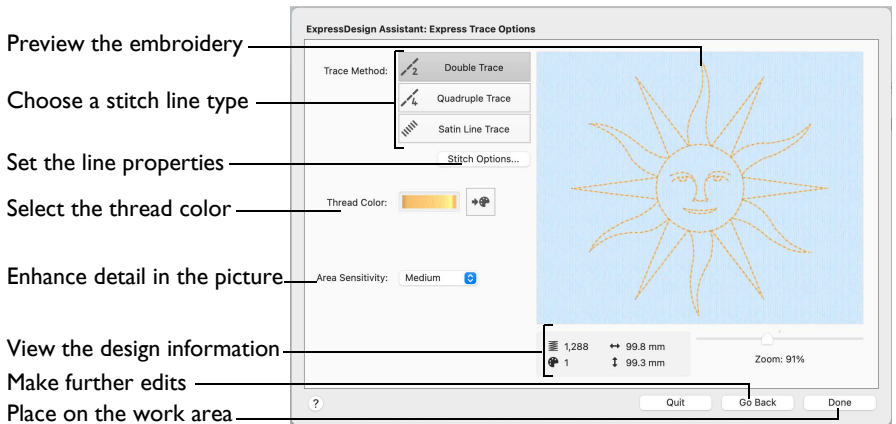 ExpressDesign Assistant: Express Trace Options
Preview the embroidery
Trace Method:
2 Double Trace
Choose a stitch line type
4 Quadruple Trace
Satin Line Trace
Set the line properties
Stitch Options...
Select the thread color
Thread Color:
Enhance detail in the picture
Area Sensitivity: Medium
View the design information
1,288 ↔ 99.8 mm
1 ↕ 99.3 mm
Zoom: 91%
Make further edits
Place on the work area
? Quit Go Back Done